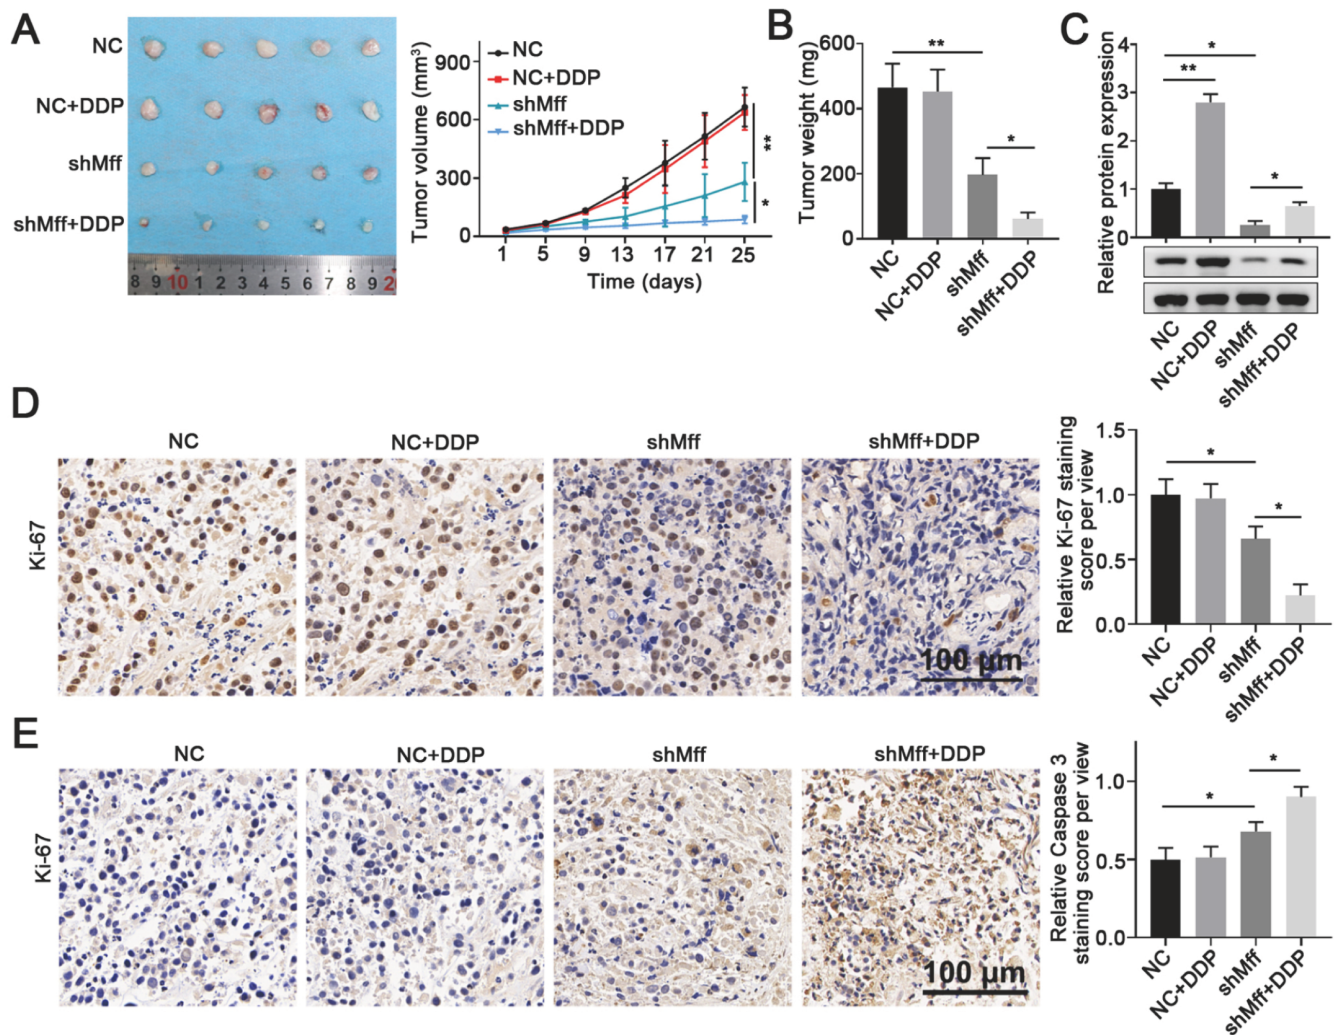 A
NC
NC+DDP
shMff
shMff+DDP
8 9 10 1 2 3 4 5 6 7 8 9 2
Tumor volume (mm³)
900
600
300
0
NC
NC+DDP
shMff
shMff+DDP
**
*
1 5 9 13 17 21 25
Time (days)
B
Tumor weight (mg)
600
400
200
0
**
*
NC
NC+DDP
shMff
shMff+DDP
C
Relative protein expression
4
3
2
1
0
*
**
*
NC
NC+DDP
shMff
shMff+DDP
D
NC
NC+DDP
shMff
shMff+DDP
Ki-67
100 μm
Relative Ki-67 staining
score per view
1.5
1.0
0.5
0.0
*
*
NC
NC+DDP
shMff
shMff+DDP
E
NC
NC+DDP
shMff
shMff+DDP
Ki-67
100 μm
Relative Caspase 3
staining score per view
1.0
0.5
0.0
*
*
NC
NC+DDP
shMff
shMff+DDP